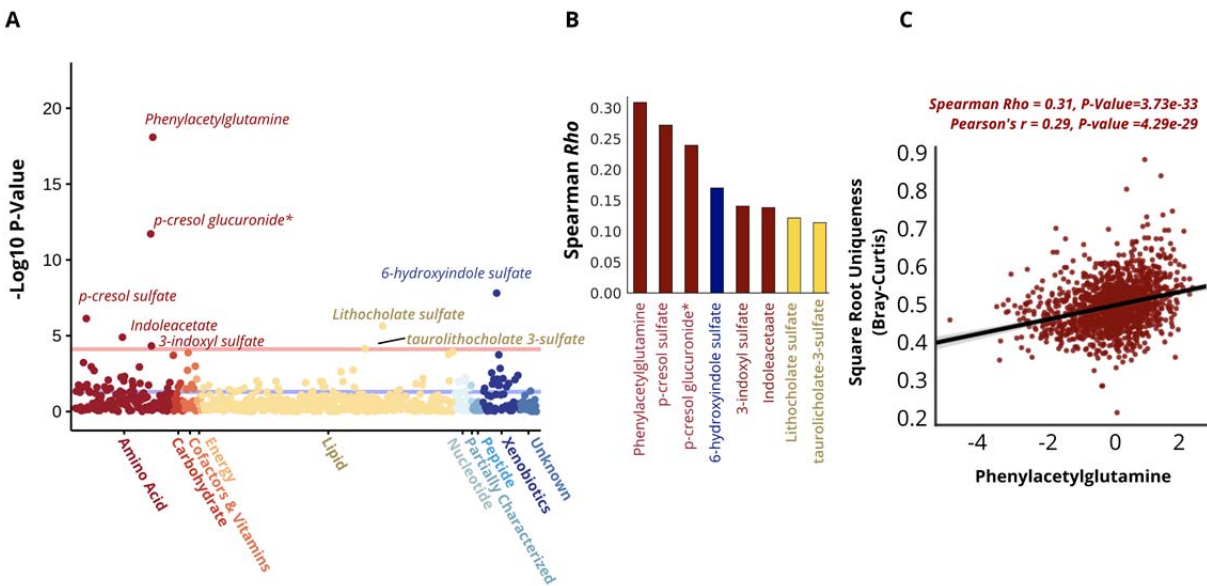 A
-Log10 P-Value
20
15
10
5
0
Phenylacetylglutamine
p-cresol glucuronide*
6-hydroxyindole sulfate
p-cresol sulfate
Lithocholate sulfate
Indoleacetate
3-indoxyl sulfate
taurolithocholate 3-sulfate
Amino Acid
Carbohydrate
Cofactors & Vitamins
Energy
Lipid
Nucleotide
Partially Characterized
Peptide
Xenobiotics
Unknown
B
Spearman Rho
0.30
0.25
0.20
0.15
0.10
0.05
0.00
Phenylacetylglutamine
p-cresol sulfate
p-cresol glucuronide*
6-hydroxyindole sulfate
3-indoxyl sulfate
Indoleacetaate
Lithocholate sulfate
taurolicholate-3-sulfate
C
Spearman Rho = 0.31, P-Value=3.73e-33
Pearson's r = 0.29, P-value =4.29e-29
Square Root Uniqueness
(Bray-Curtis)
0.9
0.8
0.7
0.6
0.5
0.4
0.3
0.2
-4 -2 0 2
Phenylacetylglutamine